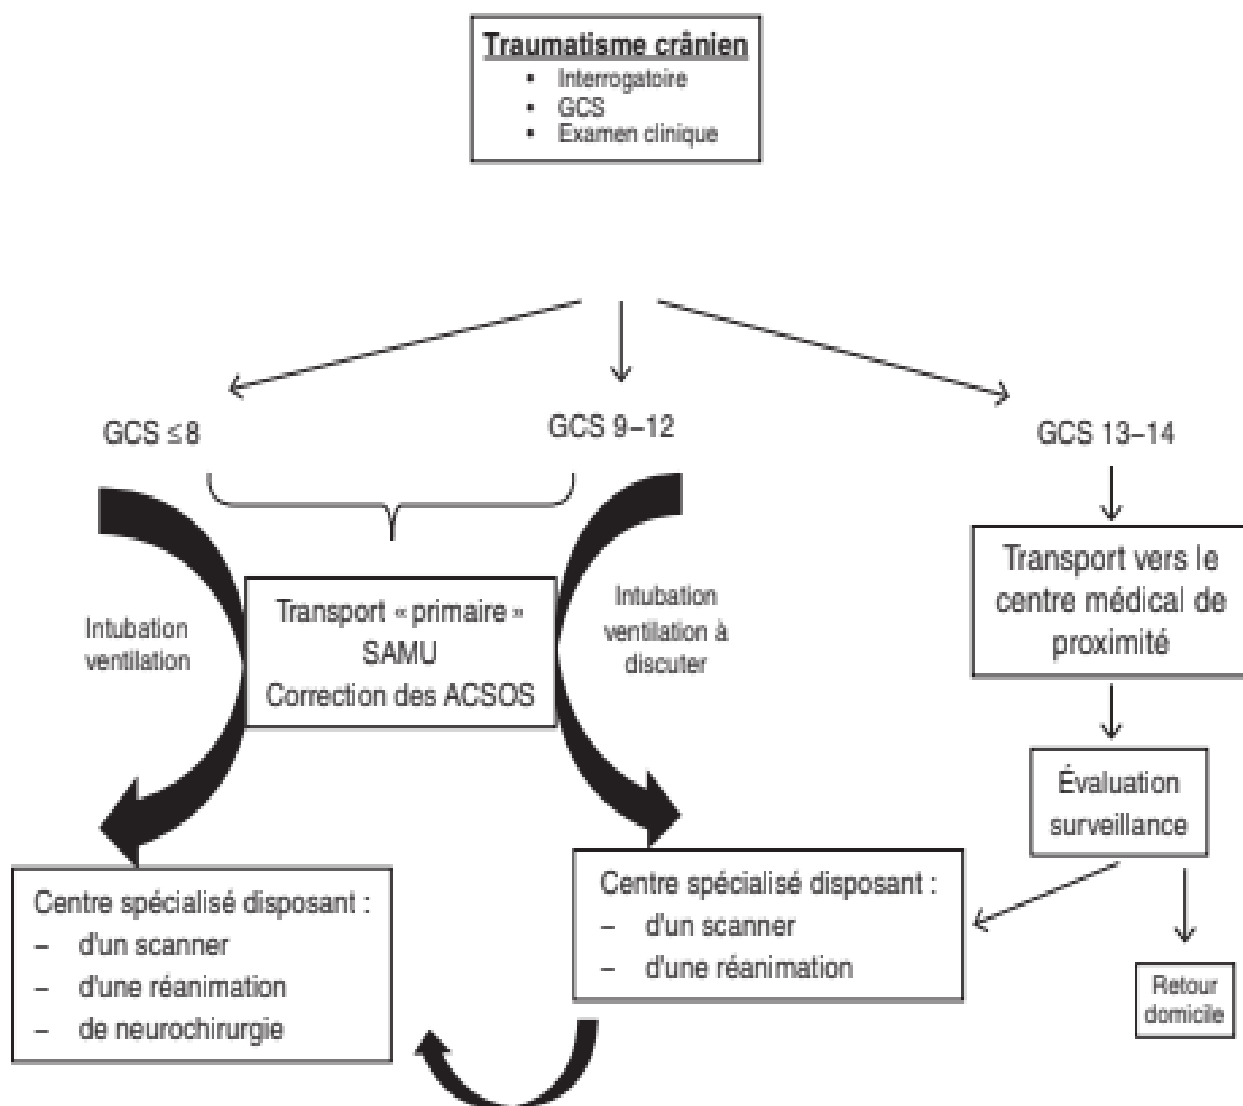 Traumatisme crânien
• Interrogatoire
• GCS
• Examen clinique
GCS ≤ 8
GCS 9–12
GCS 13–14
Intubation
ventilation
Transport « primaire »
SAMU
Correction des ACSOS
Intubation
ventilation à
discuter
Transport vers le
centre médical de
proximité
Évaluation
surveillance
Centre spécialisé disposant :
– d'un scanner
– d'une réanimation
– de neurochirurgie
Centre spécialisé disposant :
– d'un scanner
– d'une réanimation
Retour
domicile